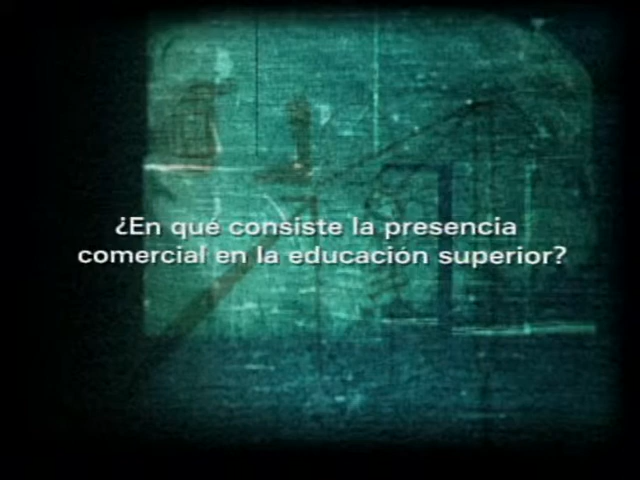 ¿En qué consiste la presencia
comercial en la educación superior?